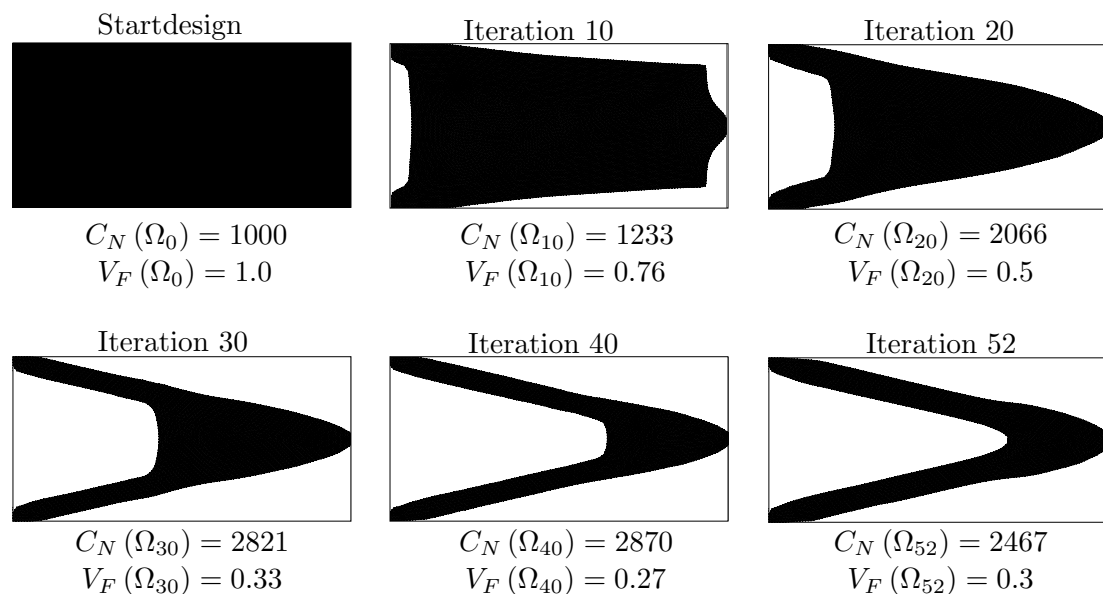 Startdesign
Iteration 10
Iteration 20
C_N (Ω_0) = 1000
V_F (Ω_0) = 1.0
C_N (Ω_10) = 1233
V_F (Ω_10) = 0.76
C_N (Ω_20) = 2066
V_F (Ω_20) = 0.5
Iteration 30
Iteration 40
Iteration 52
C_N (Ω_30) = 2821
V_F (Ω_30) = 0.33
C_N (Ω_40) = 2870
V_F (Ω_40) = 0.27
C_N (Ω_52) = 2467
V_F (Ω_52) = 0.3